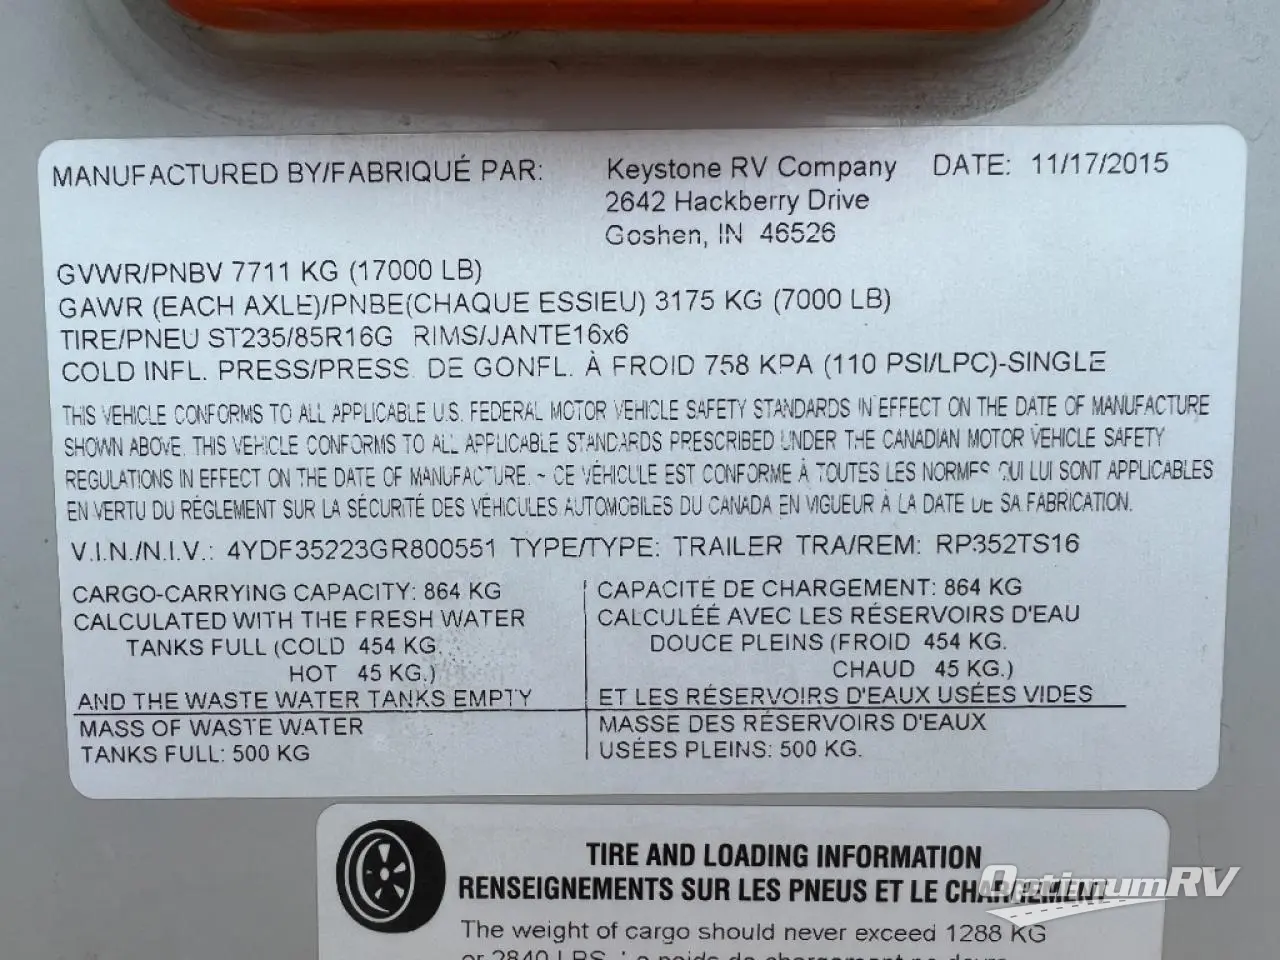 MANUFACTURED BY/FABRIQUÉ PAR: Keystone RV Company DATE: 11/17/2015
2642 Hackberry Drive
Goshen, IN 46526
GVWR/PNBV 7711 KG (17000 LB)
GAWR (EACH AXLE)/PNBE(CHAQUE ESSIEU) 3175 KG (7000 LB)
TIRE/PNEU ST235/85R16G RIMS/JANTE16x6
COLD INFL. PRESS/PRESS. DE GONFL. À FROID 758 KPA (110 PSI/LPC)-SINGLE
THIS VEHICLE CONFORMS TO ALL APPLICABLE U.S. FEDERAL MOTOR VEHICLE SAFETY STANDARDS IN EFFECT ON THE DATE OF MANUFACTURE
SHOWN ABOVE. THIS VEHICLE CONFORMS TO ALL APPLICABLE STANDARDS PRESCRIBED UNDER THE CANADIAN MOTOR VEHICLE SAFETY
REGULATIONS IN EFFECT ON THE DATE OF MANUFACTURE. ~ CE VÉHICULE EST CONFORME À TOUTES LES NORMES QUI LUI SONT APPLICABLES
EN VERTU DU RÉGLEMENT SUR LA SÉCURITÉ DES VÉHICULES AUTOMOBILES DU CANADA EN VIGUEUR À LA DATE DE SA FABRICATION.
V.I.N./N.I.V.: 4YDF35223GR800551 TYPE/TYPE: TRAILER TRA/REM: RP352TS16
CARGO-CARRYING CAPACITY: 864 KG
CALCULATED WITH THE FRESH WATER
TANKS FULL (COLD 454 KG.
HOT 45 KG.)
AND THE WASTE WATER TANKS EMPTY
MASS OF WASTE WATER
TANKS FULL: 500 KG
CAPACITÉ DE CHARGEMENT: 864 KG
CALCULÉÉ AVEC LES RÉSERVOIRS D'EAU
DOUCE PLEINS (FROID 454 KG.
CHAUD 45 KG.)
ET LES RÉSERVOIRS D'EAUX USÉES VIDES
MASSE DES RÉSERVOIRS D'EAUX
USÉES PLEINS: 500 KG.
TIRE AND LOADING INFORMATION
RENSEIGNEMENTS SUR LES PNEUS ET LE CHARGEMENT
OptimumRV
The weight of cargo should never exceed 1288 KG
or 2840 LBS. Le poids de chargement ne devra